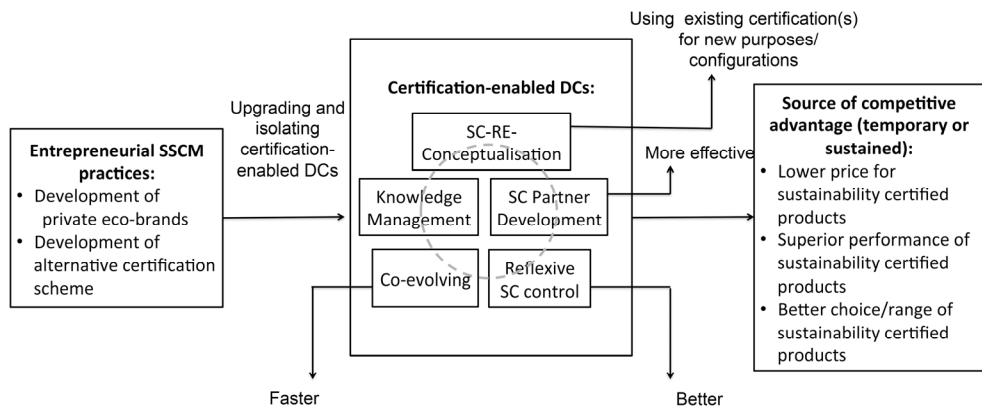 Entrepreneurial SSCM
practices:
• Development of
private eco-brands
• Development of
alternative certification
scheme
Upgrading and
isolating
certification-
enabled DCs
Certification-enabled DCs:
SC-RE-
Conceptualisation
Knowledge
Management
SC Partner
Development
Co-evolving
Reflexive
SC control
Using existing certification(s)
for new purposes/
configurations
More effective
Faster
Better
Source of competitive
advantage (temporary or
sustained):
• Lower price for
sustainability certified
products
• Superior performance of
sustainability certified
products
• Better choice/range of
sustainability certified
products